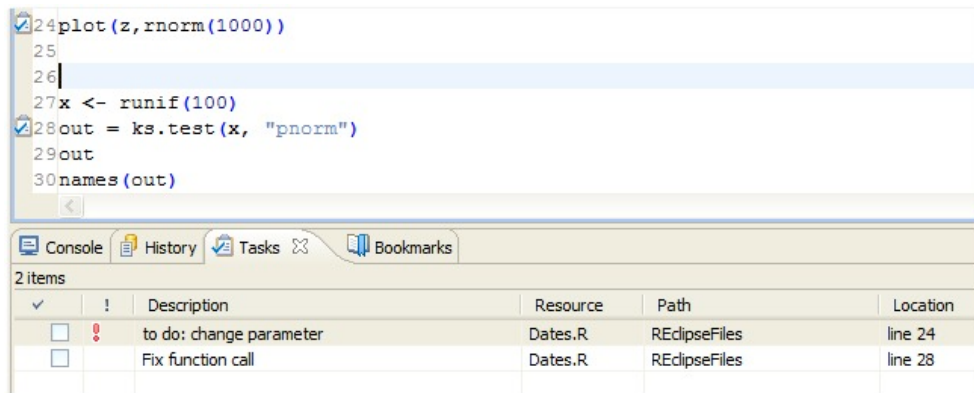 24plot(z,rnorm(1000))
25
26
27x <- runif(100)
28out = ks.test(x, "pnorm")
29out
30names(out)
Console History Tasks Bookmarks
2 items
! Description Resource Path Location
! to do: change parameter Dates.R REclipseFiles line 24
Fix function call Dates.R REclipseFiles line 28